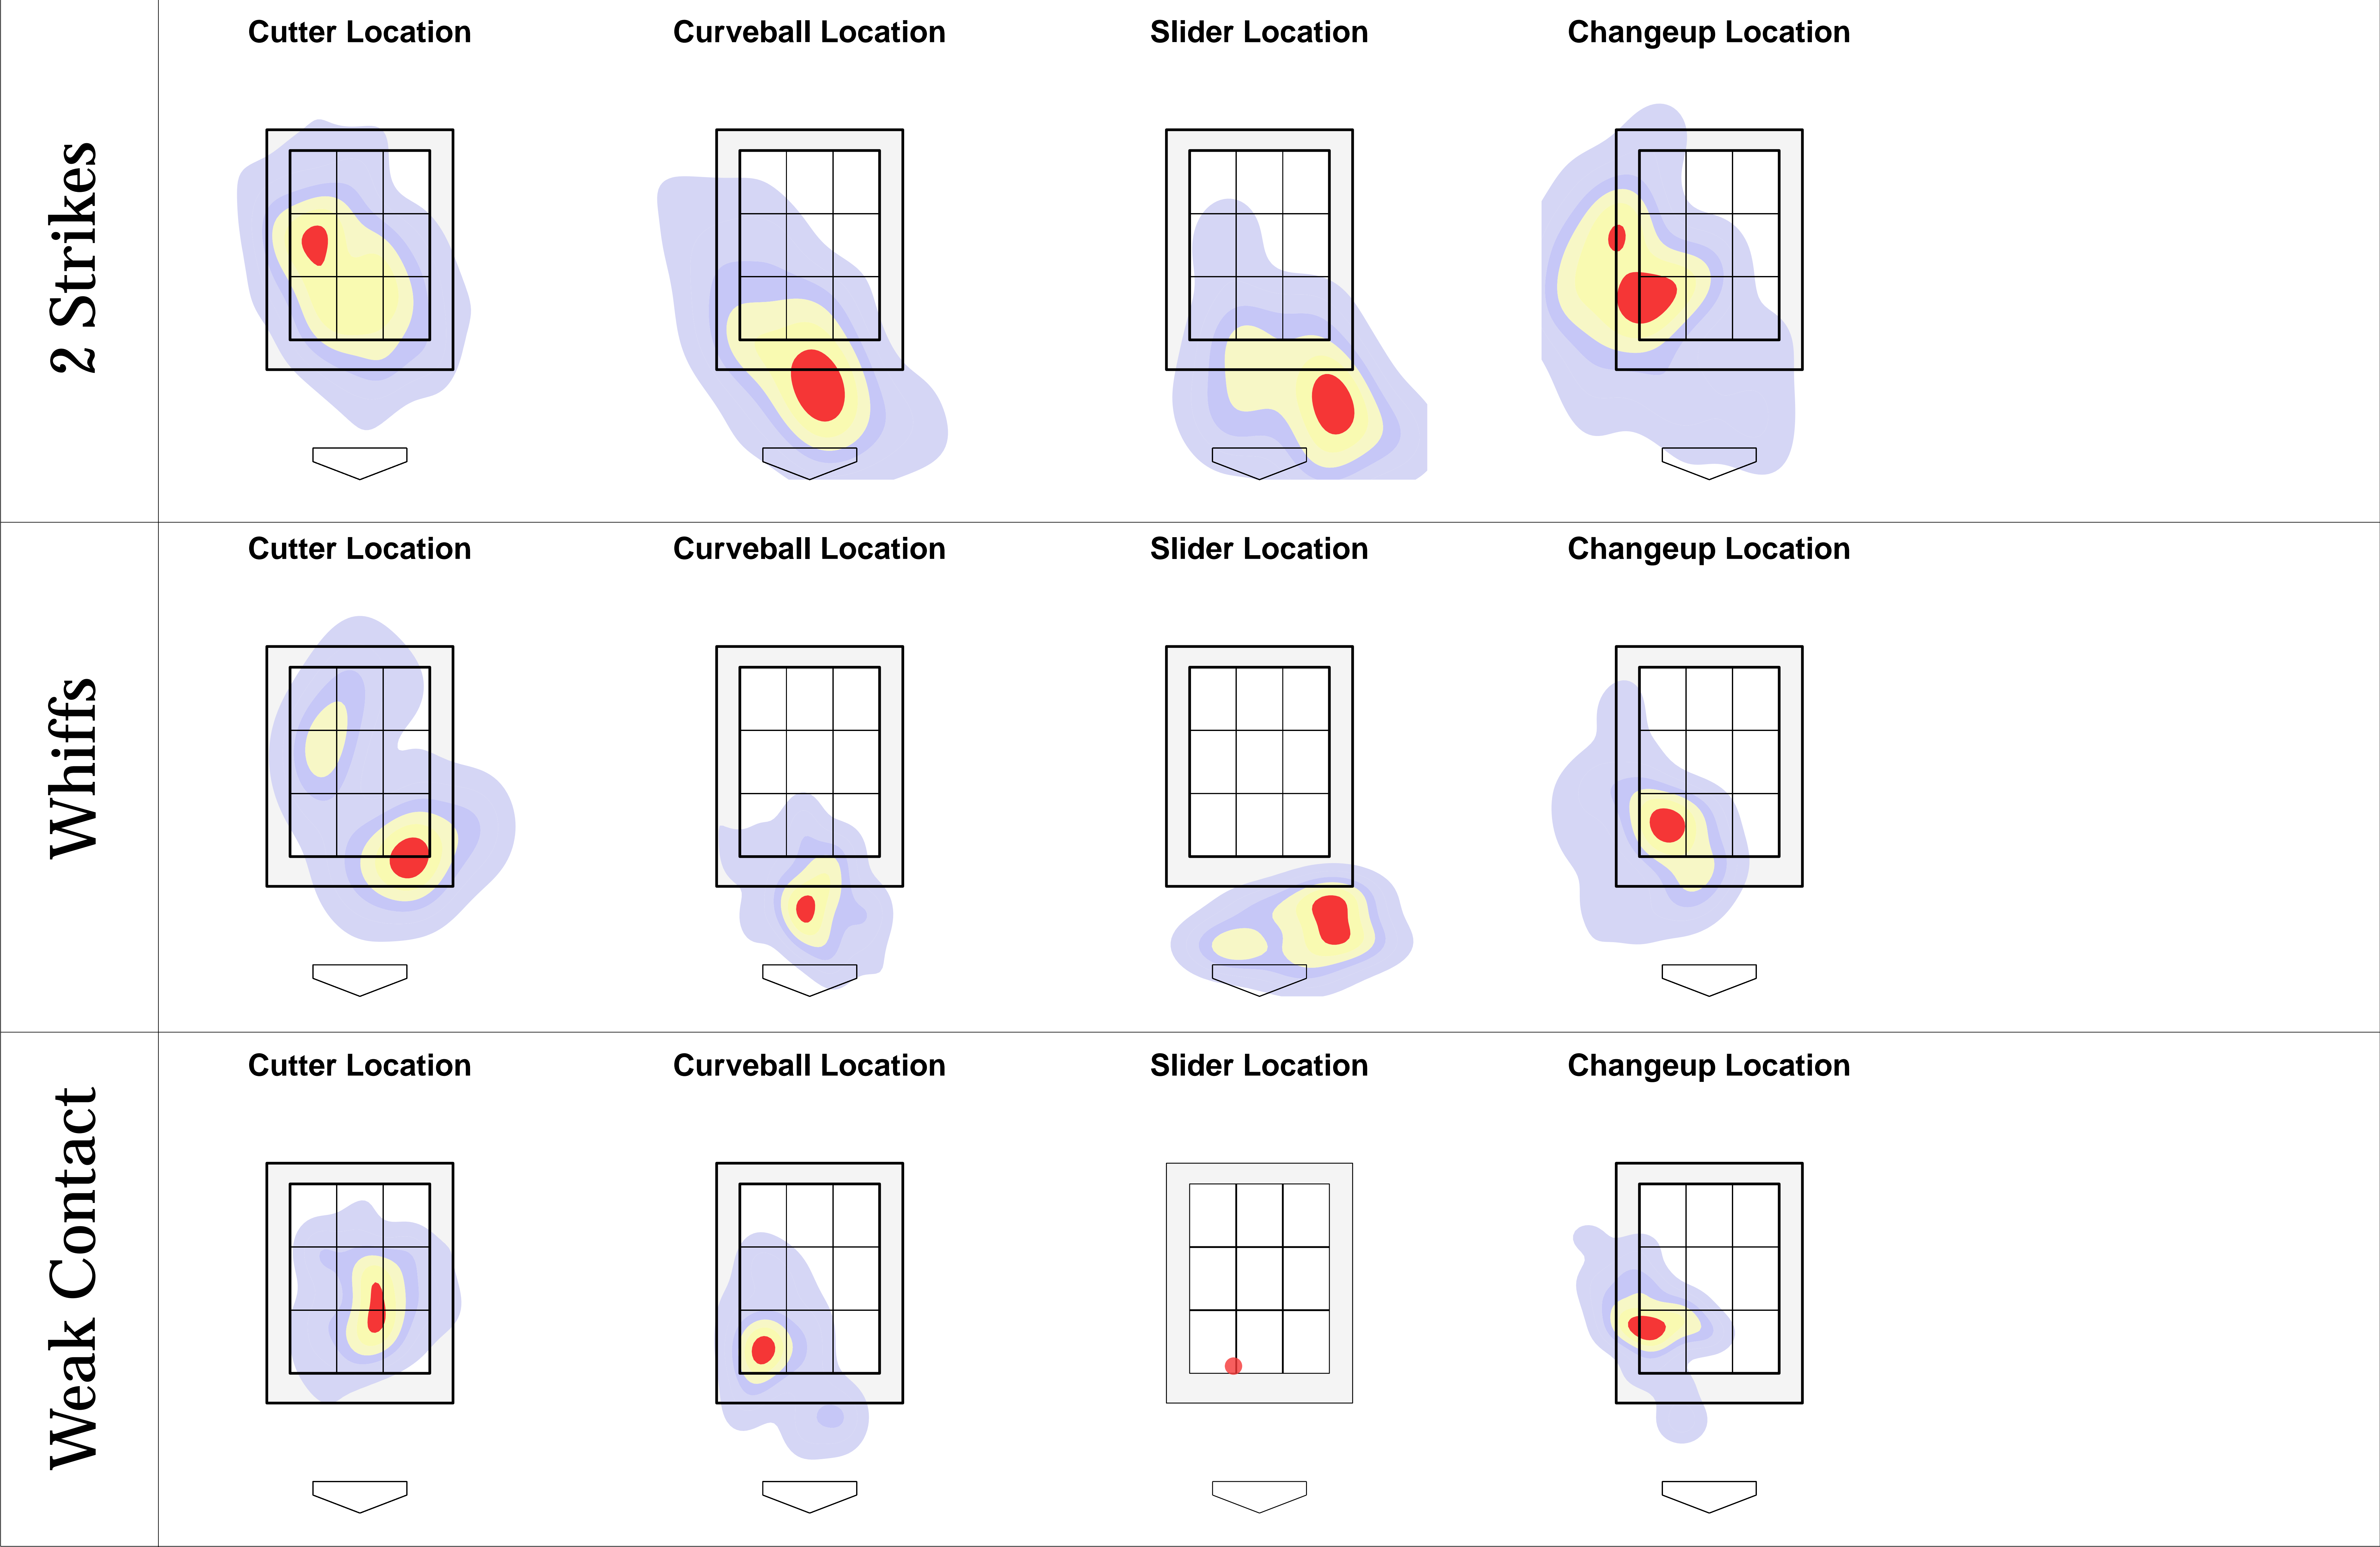 2 Strikes
Cutter Location
Curveball Location
Slider Location
Changeup Location
Whiffs
Cutter Location
Curveball Location
Slider Location
Changeup Location
Weak Contact
Cutter Location
Curveball Location
Slider Location
Changeup Location